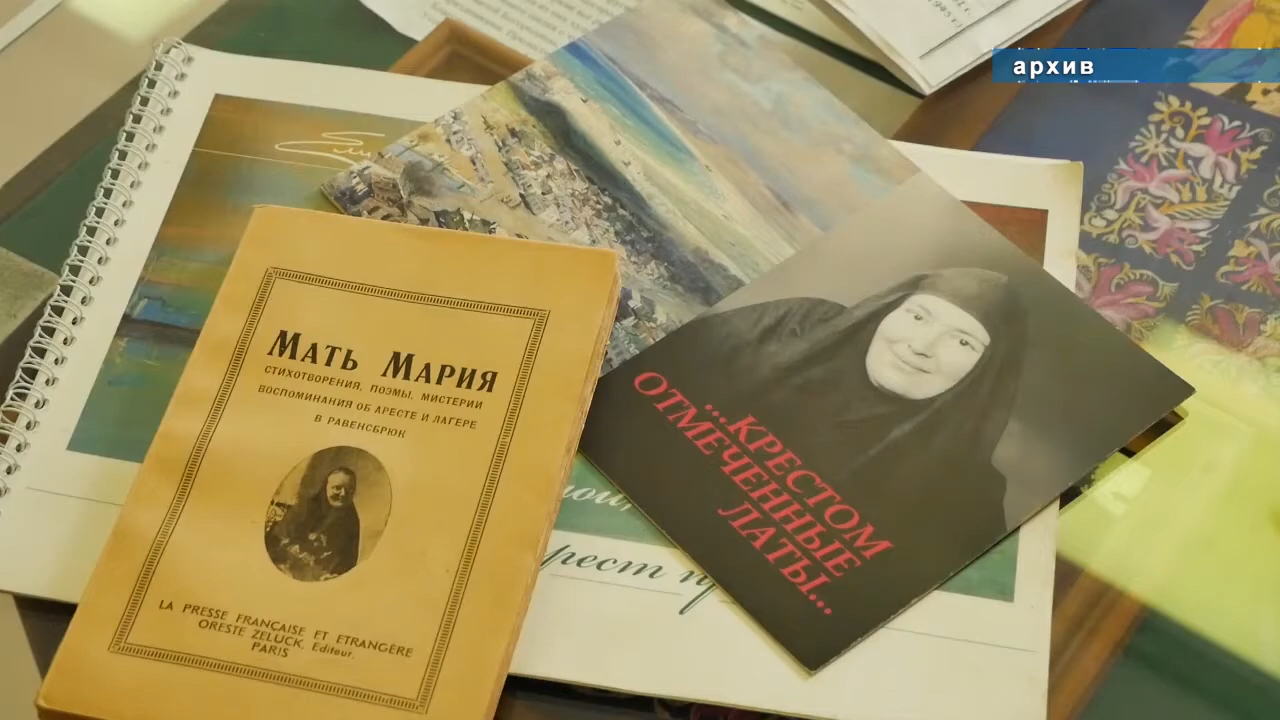 архив
1945 г.)
Мать Мария
стихотворения, поэмы, мистерии
воспоминания об аресте и лагере
в Равенсбрюк
LA PRESSE FRANÇAISE ET ETRANGÈRE
ORESTE ZELUCK, Editeur,
PARIS
...КРЕСТОМ
ОТМЕЧЕННЫЕ
ЛАТЫ...